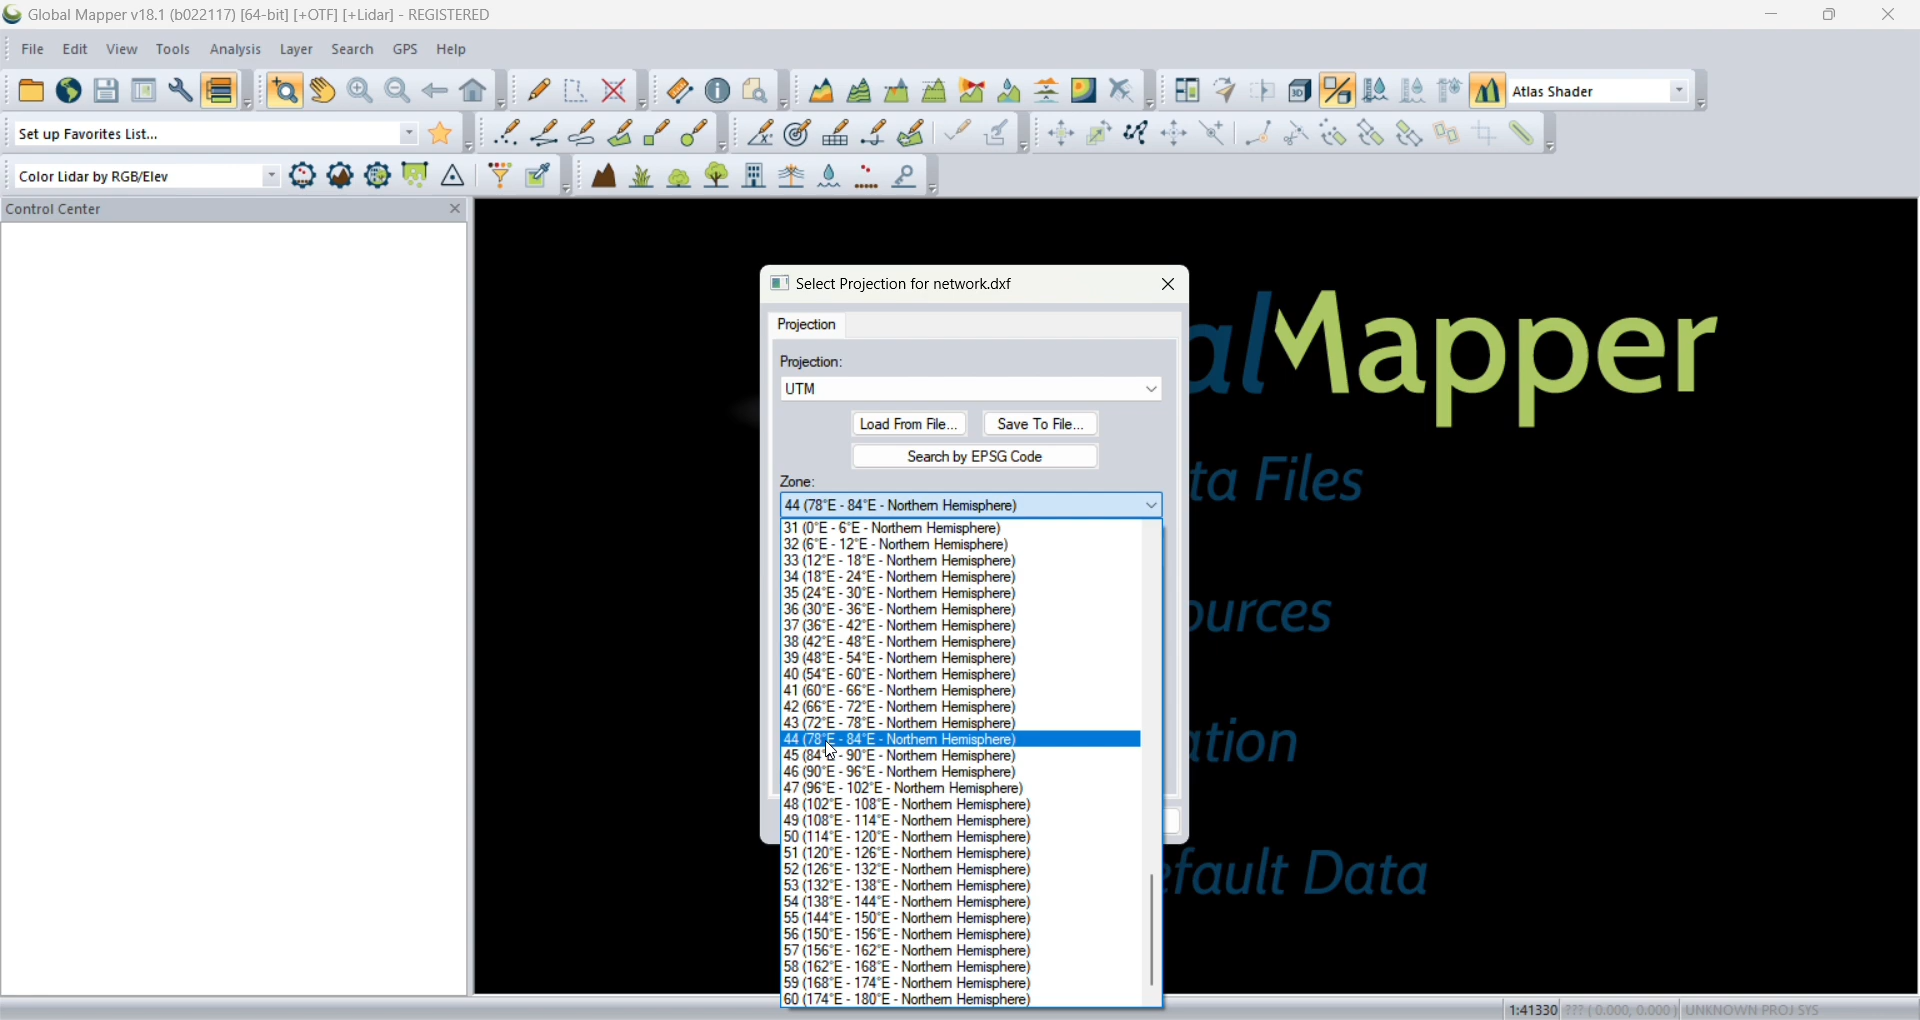 Global Mapper v18.1 (b022117) [64-bit] [+OTF] [+Lidar] - REGISTERED
File Edit View Tools Analysis Layer Search GPS Help
3D
Atlas Shader
Set up Favorites List...
Color Lidar by RGB/Elev
Control Center
Select Projection for network.dxf
Projection
Projection:
UTM
Load From File... Save To File...
Search by EPSG Code
Zone:
44 (78°E - 84°E - Northern Hemisphere)
31 (0°E - 6°E - Northern Hemisphere)
32 (6°E - 12°E - Northern Hemisphere)
33 (12°E - 18°E - Northern Hemisphere)
34 (18°E - 24°E - Northern Hemisphere)
35 (24°E - 30°E - Northern Hemisphere)
36 (30°E - 36°E - Northern Hemisphere)
37 (36°E - 42°E - Northern Hemisphere)
38 (42°E - 48°E - Northern Hemisphere)
39 (48°E - 54°E - Northern Hemisphere)
40 (54°E - 60°E - Northern Hemisphere)
41 (60°E - 66°E - Northern Hemisphere)
42 (66°E - 72°E - Northern Hemisphere)
43 (72°E - 78°E - Northern Hemisphere)
44 (78°E - 84°E - Northern Hemisphere)
45 (84°E - 90°E - Northern Hemisphere)
46 (90°E - 96°E - Northern Hemisphere)
47 (96°E - 102°E - Northern Hemisphere)
48 (102°E - 108°E - Northern Hemisphere)
49 (108°E - 114°E - Northern Hemisphere)
50 (114°E - 120°E - Northern Hemisphere)
51 (120°E - 126°E - Northern Hemisphere)
52 (126°E - 132°E - Northern Hemisphere)
53 (132°E - 138°E - Northern Hemisphere)
54 (138°E - 144°E - Northern Hemisphere)
55 (144°E - 150°E - Northern Hemisphere)
56 (150°E - 156°E - Northern Hemisphere)
57 (156°E - 162°E - Northern Hemisphere)
58 (162°E - 168°E - Northern Hemisphere)
59 (168°E - 174°E - Northern Hemisphere)
60 (174°E - 180°E - Northern Hemisphere)
alMapper
ta Files
ources
ation
efault Data
1:41330 ??? ( 0.000, 0.000 ) UNKNOWN PROJ SYS